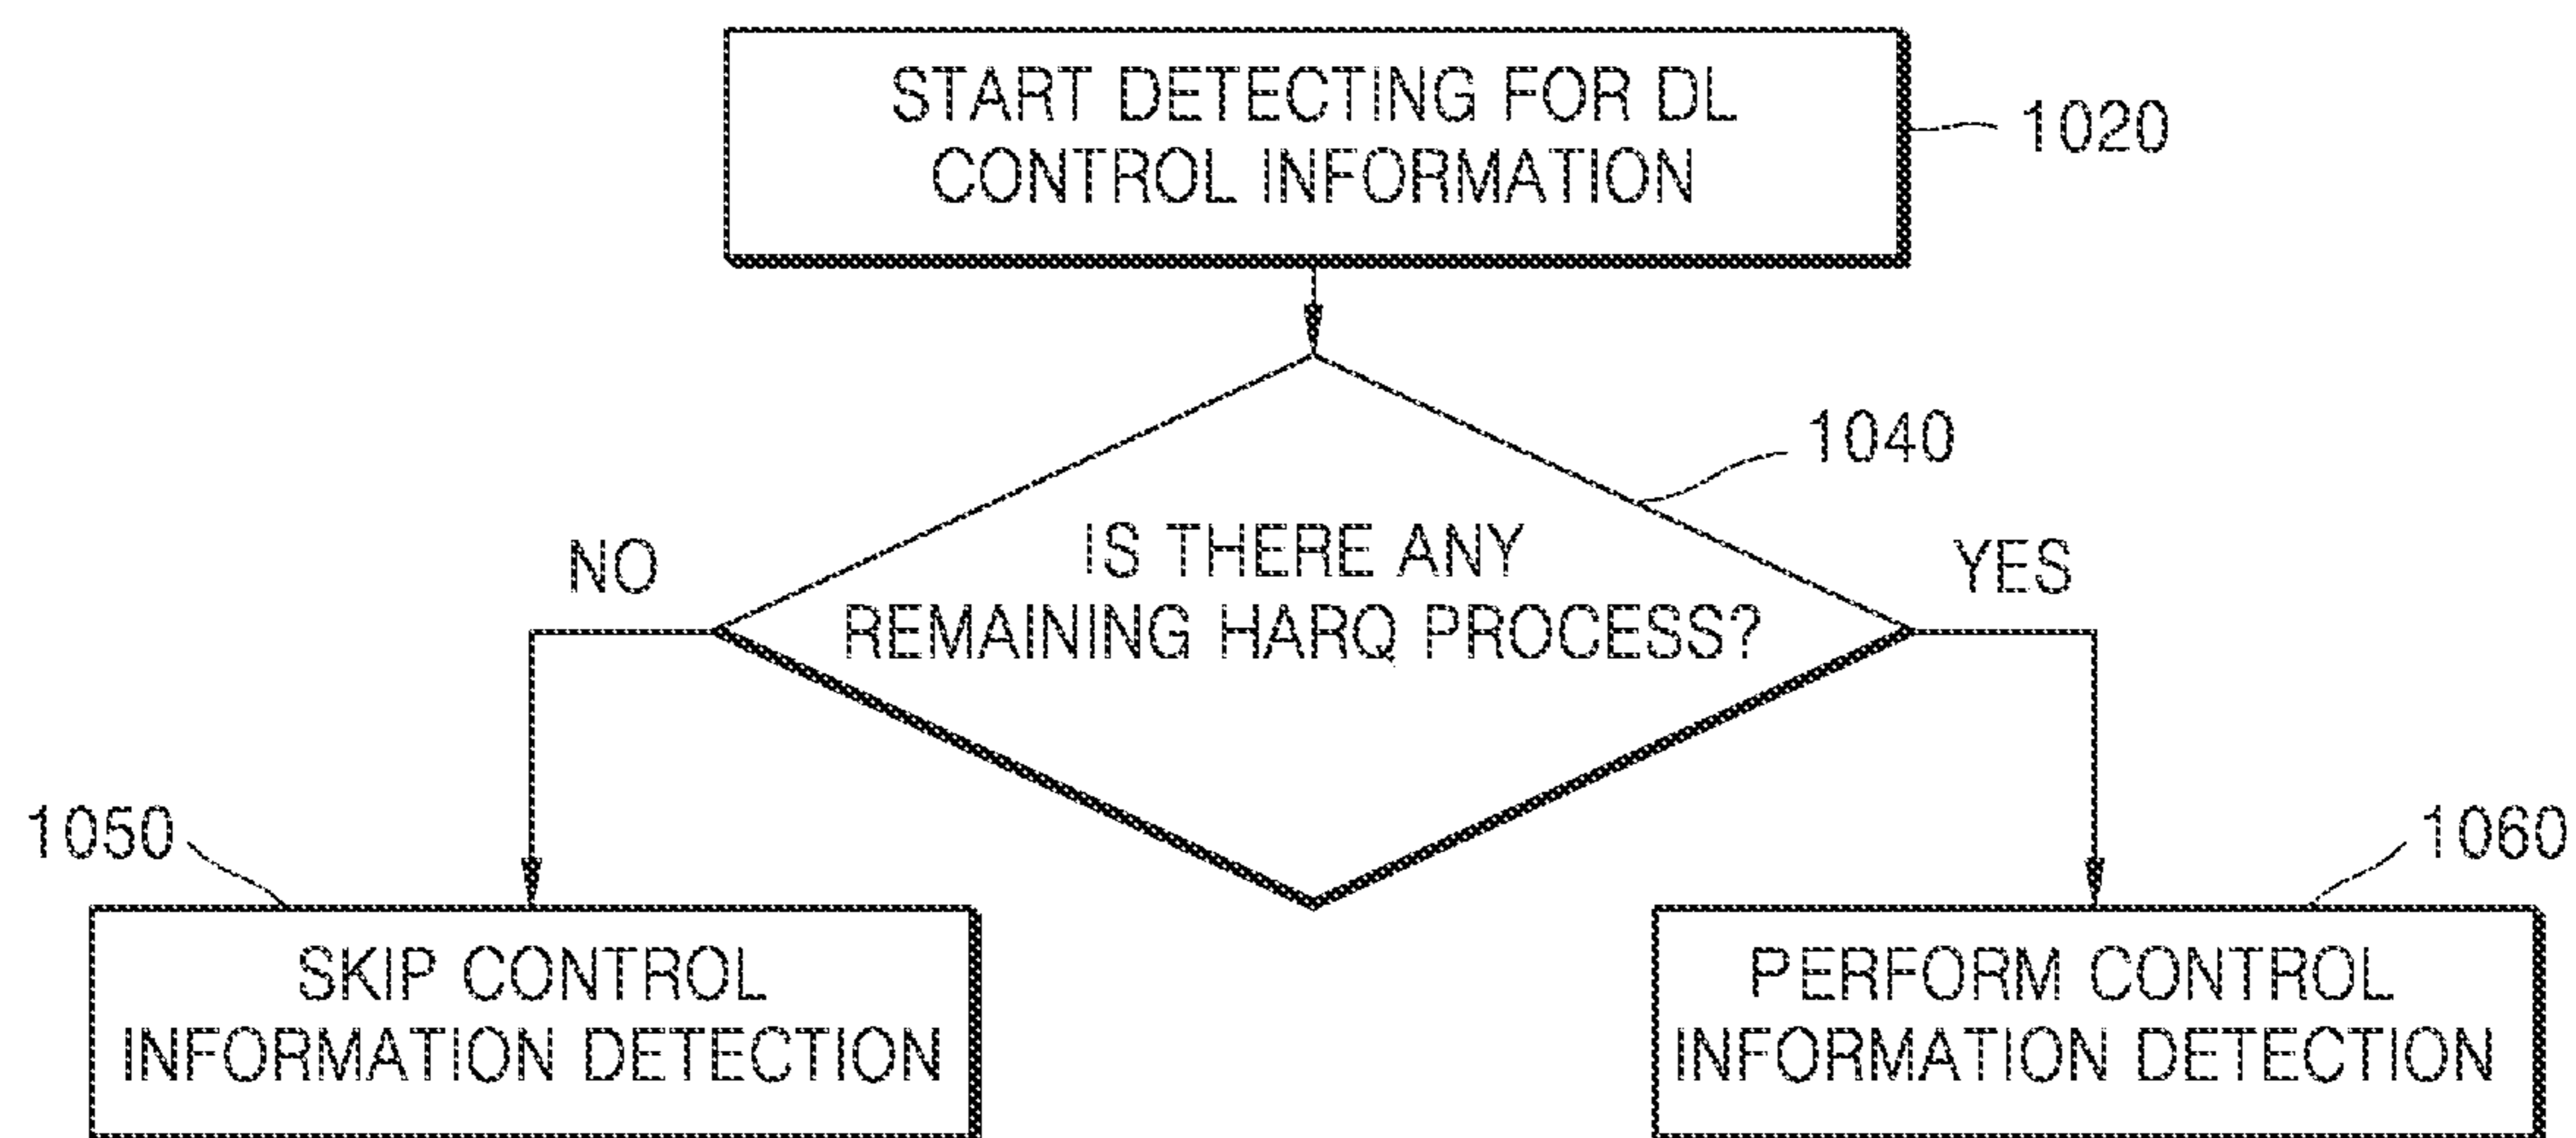 START DETECTING FOR DL
CONTROL INFORMATION
1020
1040
IS THERE ANY
REMAINING HARQ PROCESS?
NO
YES
1050
SKIP CONTROL
INFORMATION DETECTION
1060
PERFORM CONTROL
INFORMATION DETECTION